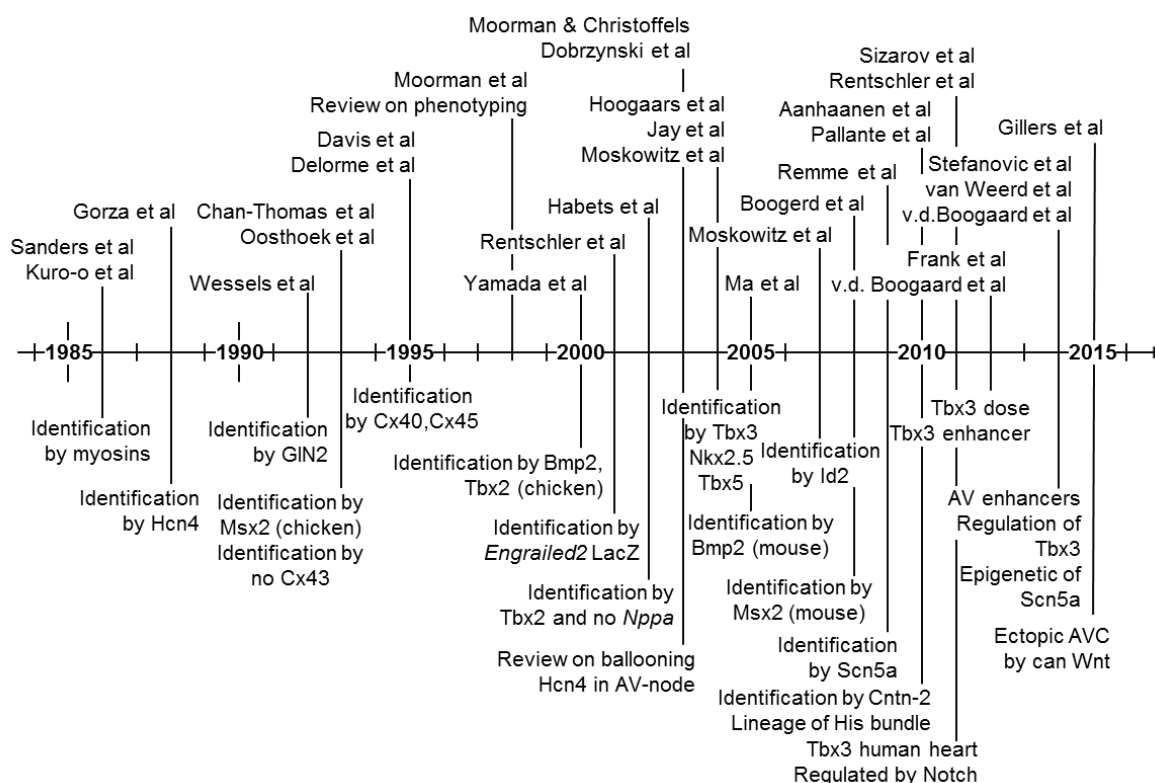 Moorman & Christoffels
Dobrzynski et al
Sizarov et al
Rentschler et al
Moorman et al
Review on phenotyping
Hoogaars et al
Jay et al
Moskowitz et al
Aanhaanen et al
Pallante et al
Gillers et al
Davis et al
Delorme et al
Remme et al
Stefanovic et al
van Weerd et al
v.d.Boogaard et al
Gorza et al
Chan-Thomas et al
Oosthoek et al
Habets et al
Boogerd et al
Sanders et al
Kuro-o et al
Rentschler et al
Moskowitz et al
Frank et al
v.d. Boogaard et al
Wessels et al
Yamada et al
Ma et al
1985
1990
1995
2000
2005
2010
2015
Identification
by myosins
Identification
by Hcn4
Identification
by GlN2
Identification by
Msx2 (chicken)
Identification by
no Cx43
Identification
by Cx40,Cx45
Identification by Bmp2,
Tbx2 (chicken)
Identification by
Engrailed2 LacZ
Identification by
Tbx2 and no Nppa
Review on ballooning
Hcn4 in AV-node
Identification
by Tbx3
Nkx2.5
Tbx5
Identification by
Bmp2 (mouse)
Identification
by Id2
Identification by
Msx2 (mouse)
Identification
by Scn5a
Identification by Cntn-2
Lineage of His bundle
Tbx3 human heart
Regulated by Notch
Tbx3 dose
Tbx3 enhancer
AV enhancers
Regulation of
Tbx3
Epigenetic of
Scn5a
Ectopic AVC
by can Wnt